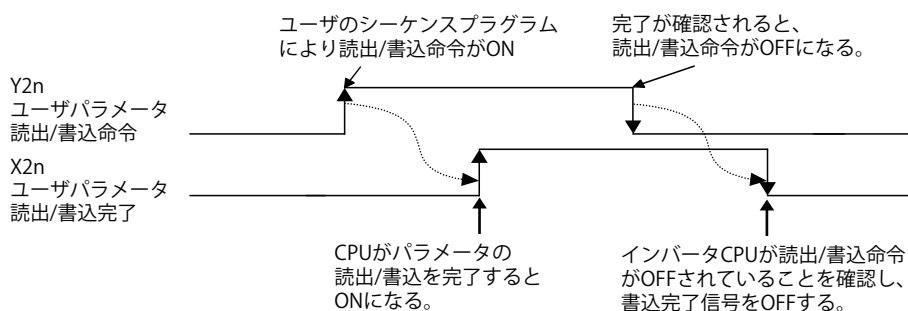 ユーザのシーケンスプログラム
により読出/書込命令がON
完了が確認されると、
読出/書込命令がOFFになる。
Y2n
ユーザパラメータ
読出/書込命令
X2n
ユーザパラメータ
読出/書込完了
CPUがパラメータの
読出/書込を完了すると
ONになる。
インバータCPUが読出/書込命令
がOFFされていることを確認し、
書込完了信号をOFFする。